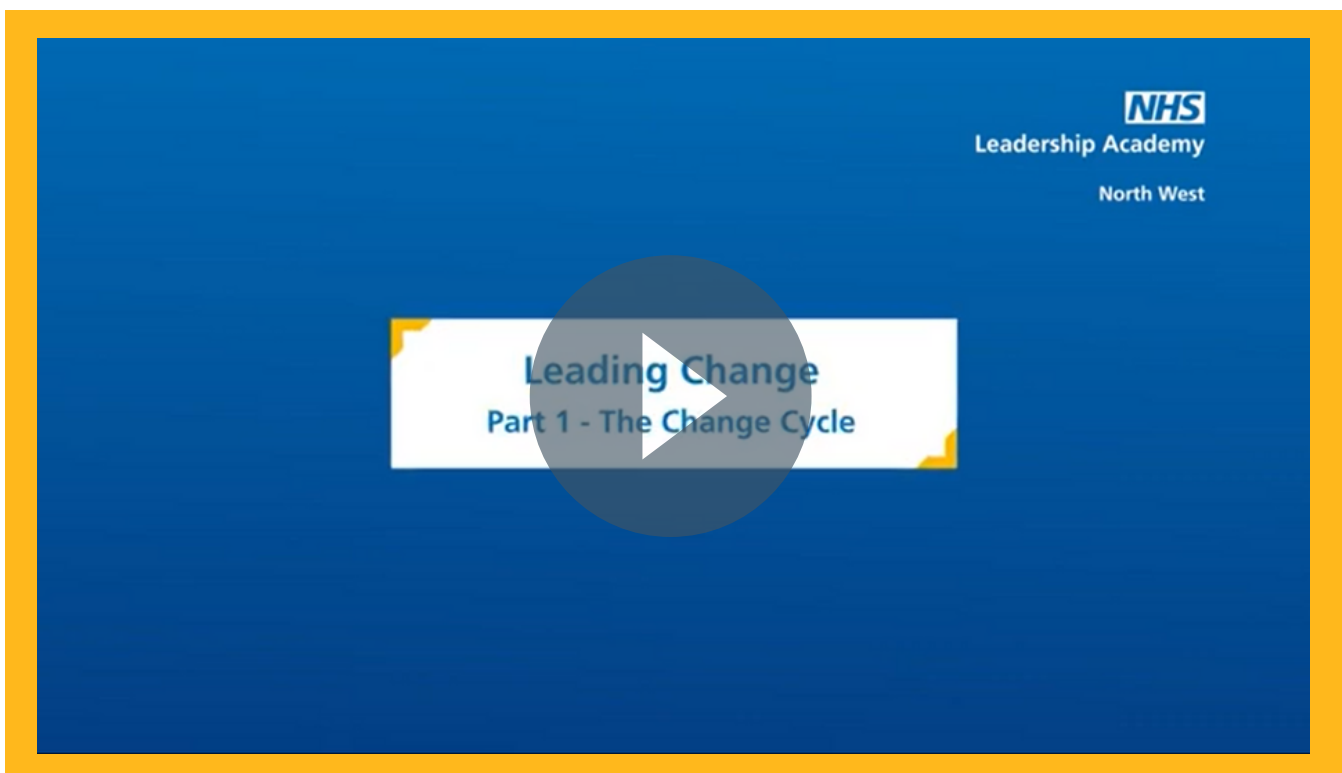 NHS
Leadership Academy
North West
Leading Change
Part 1 - The Change Cycle